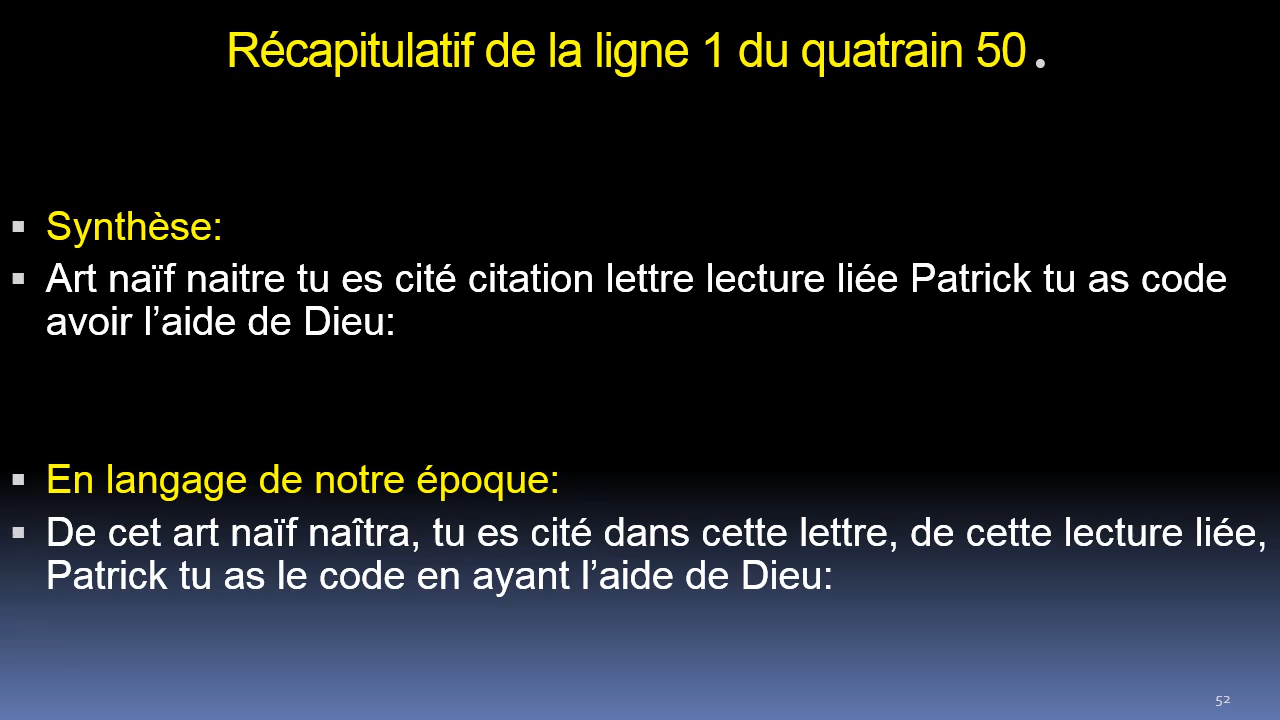 Récapitulatif de la ligne 1 du quatrain 50.
Synthèse:
Art naïf naitre tu es cité citation lettre lecture liée Patrick tu as code
avoir l’aide de Dieu:
En langage de notre époque:
De cet art naïf naîtra, tu es cité dans cette lettre, de cette lecture liée,
Patrick tu as le code en ayant l’aide de Dieu:
52